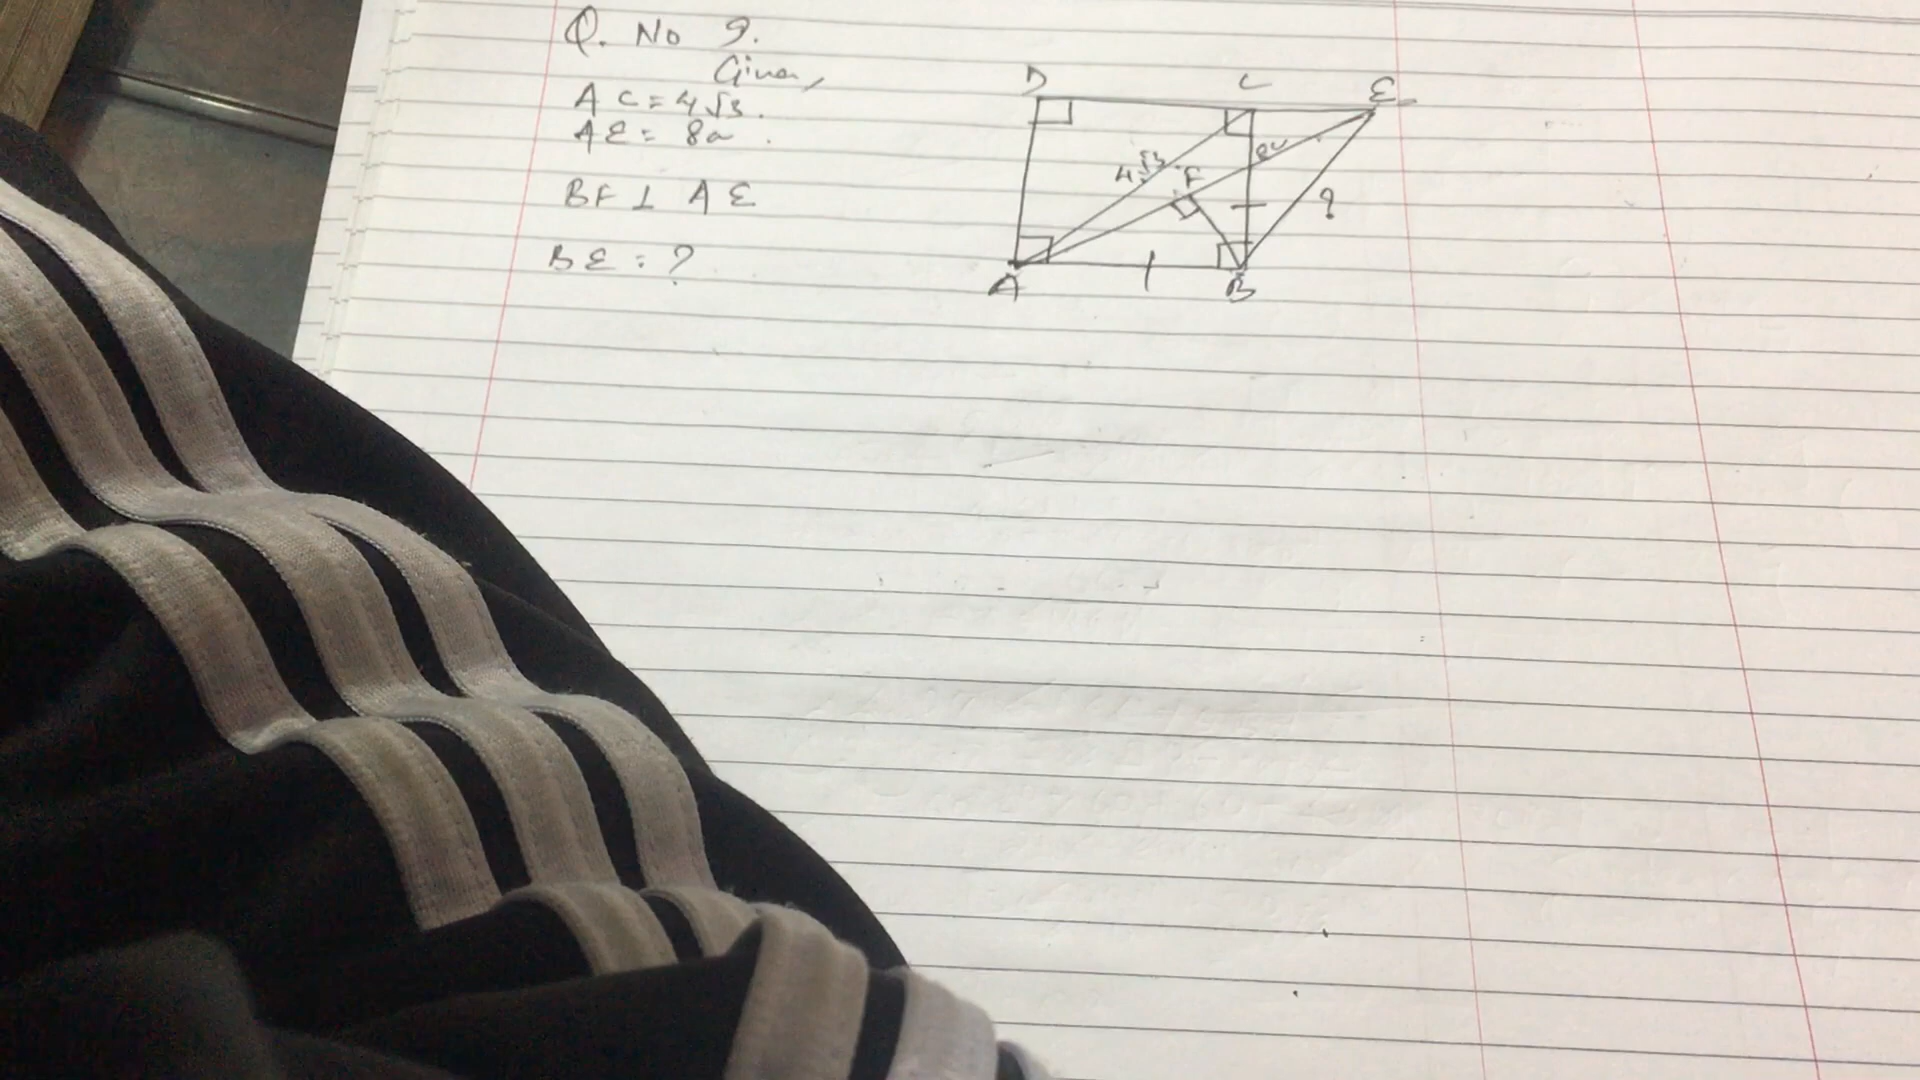 Q. No 9.
Given,
AC = 4√3.
AE = 8a.
BF ⊥ AE
BE = ?
D C E
4√3 F
?
A B